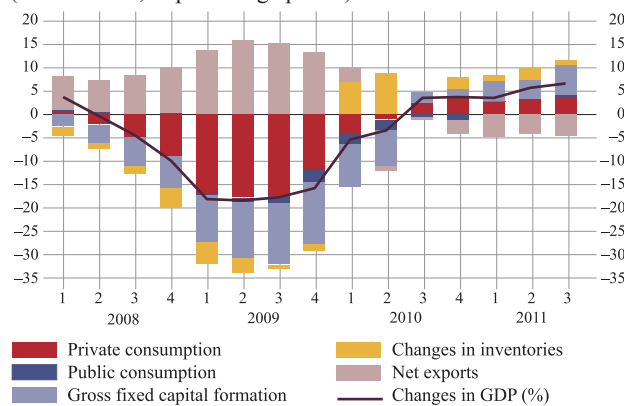 20 20
15 15
10 10
5 5
0 0
−5 −5
−10 −10
−15 −15
−20 −20
−25 −25
−30 −30
−35 −35
1 2 3 4 1 2 3 4 1 2 3 4 1 2 3
2008 2009 2010 2011
Private consumption Changes in inventories
Public consumption Net exports
Gross fixed capital formation Changes in GDP (%)